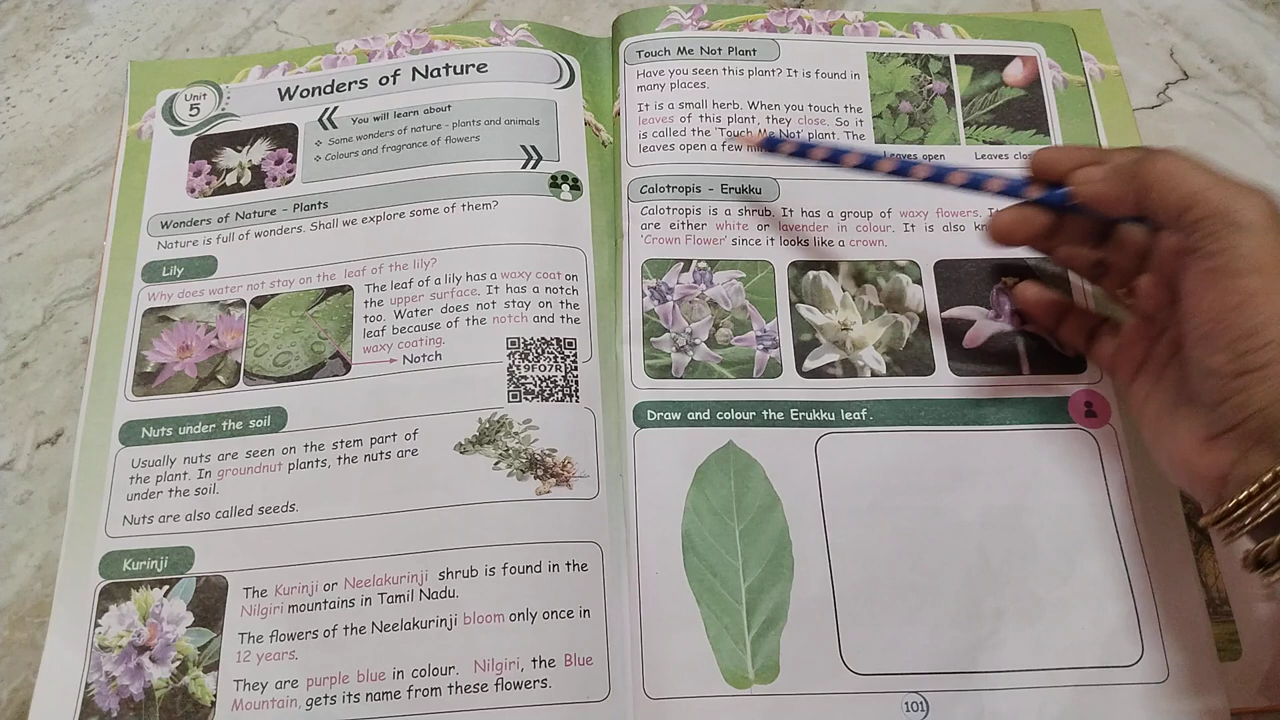 Unit
5
Wonders of Nature
You will learn about
Some wonders of nature - plants and animals
Colours and fragrance of flowers
Wonders of Nature - Plants
Nature is full of wonders. Shall we explore some of them?
Lily
Why does water not stay on the leaf of the lily?
The leaf of a lily has a waxy coat on
the upper surface. It has a notch
too. Water does not stay on the
leaf because of the notch and the
waxy coating.
Notch
9F07R
Nuts under the soil
Usually nuts are seen on the stem part of
the plant. In groundnut plants, the nuts are
under the soil.
Nuts are also called seeds.
Kurinji
The Kurinji or Neelakurinji shrub is found in the
Nilgiri mountains in Tamil Nadu.
The flowers of the Neelakurinji bloom only once in
12 years.
They are purple blue in colour. Nilgiri, the Blue
Mountain, gets its name from these flowers.
Touch Me Not Plant
Have you seen this plant? It is found in
many places.
It is a small herb. When you touch the
leaves of this plant, they close. So it
is called the 'Touch Me Not' plant. The
leaves open a few
Leaves open
Leaves
Calotropis - Erukku
Calotropis is a shrub. It has a group of waxy flowers.
are either white or lavender in colour. It is also
'Crown Flower' since it looks like a crown.
Draw and colour the Erukku leaf.
101